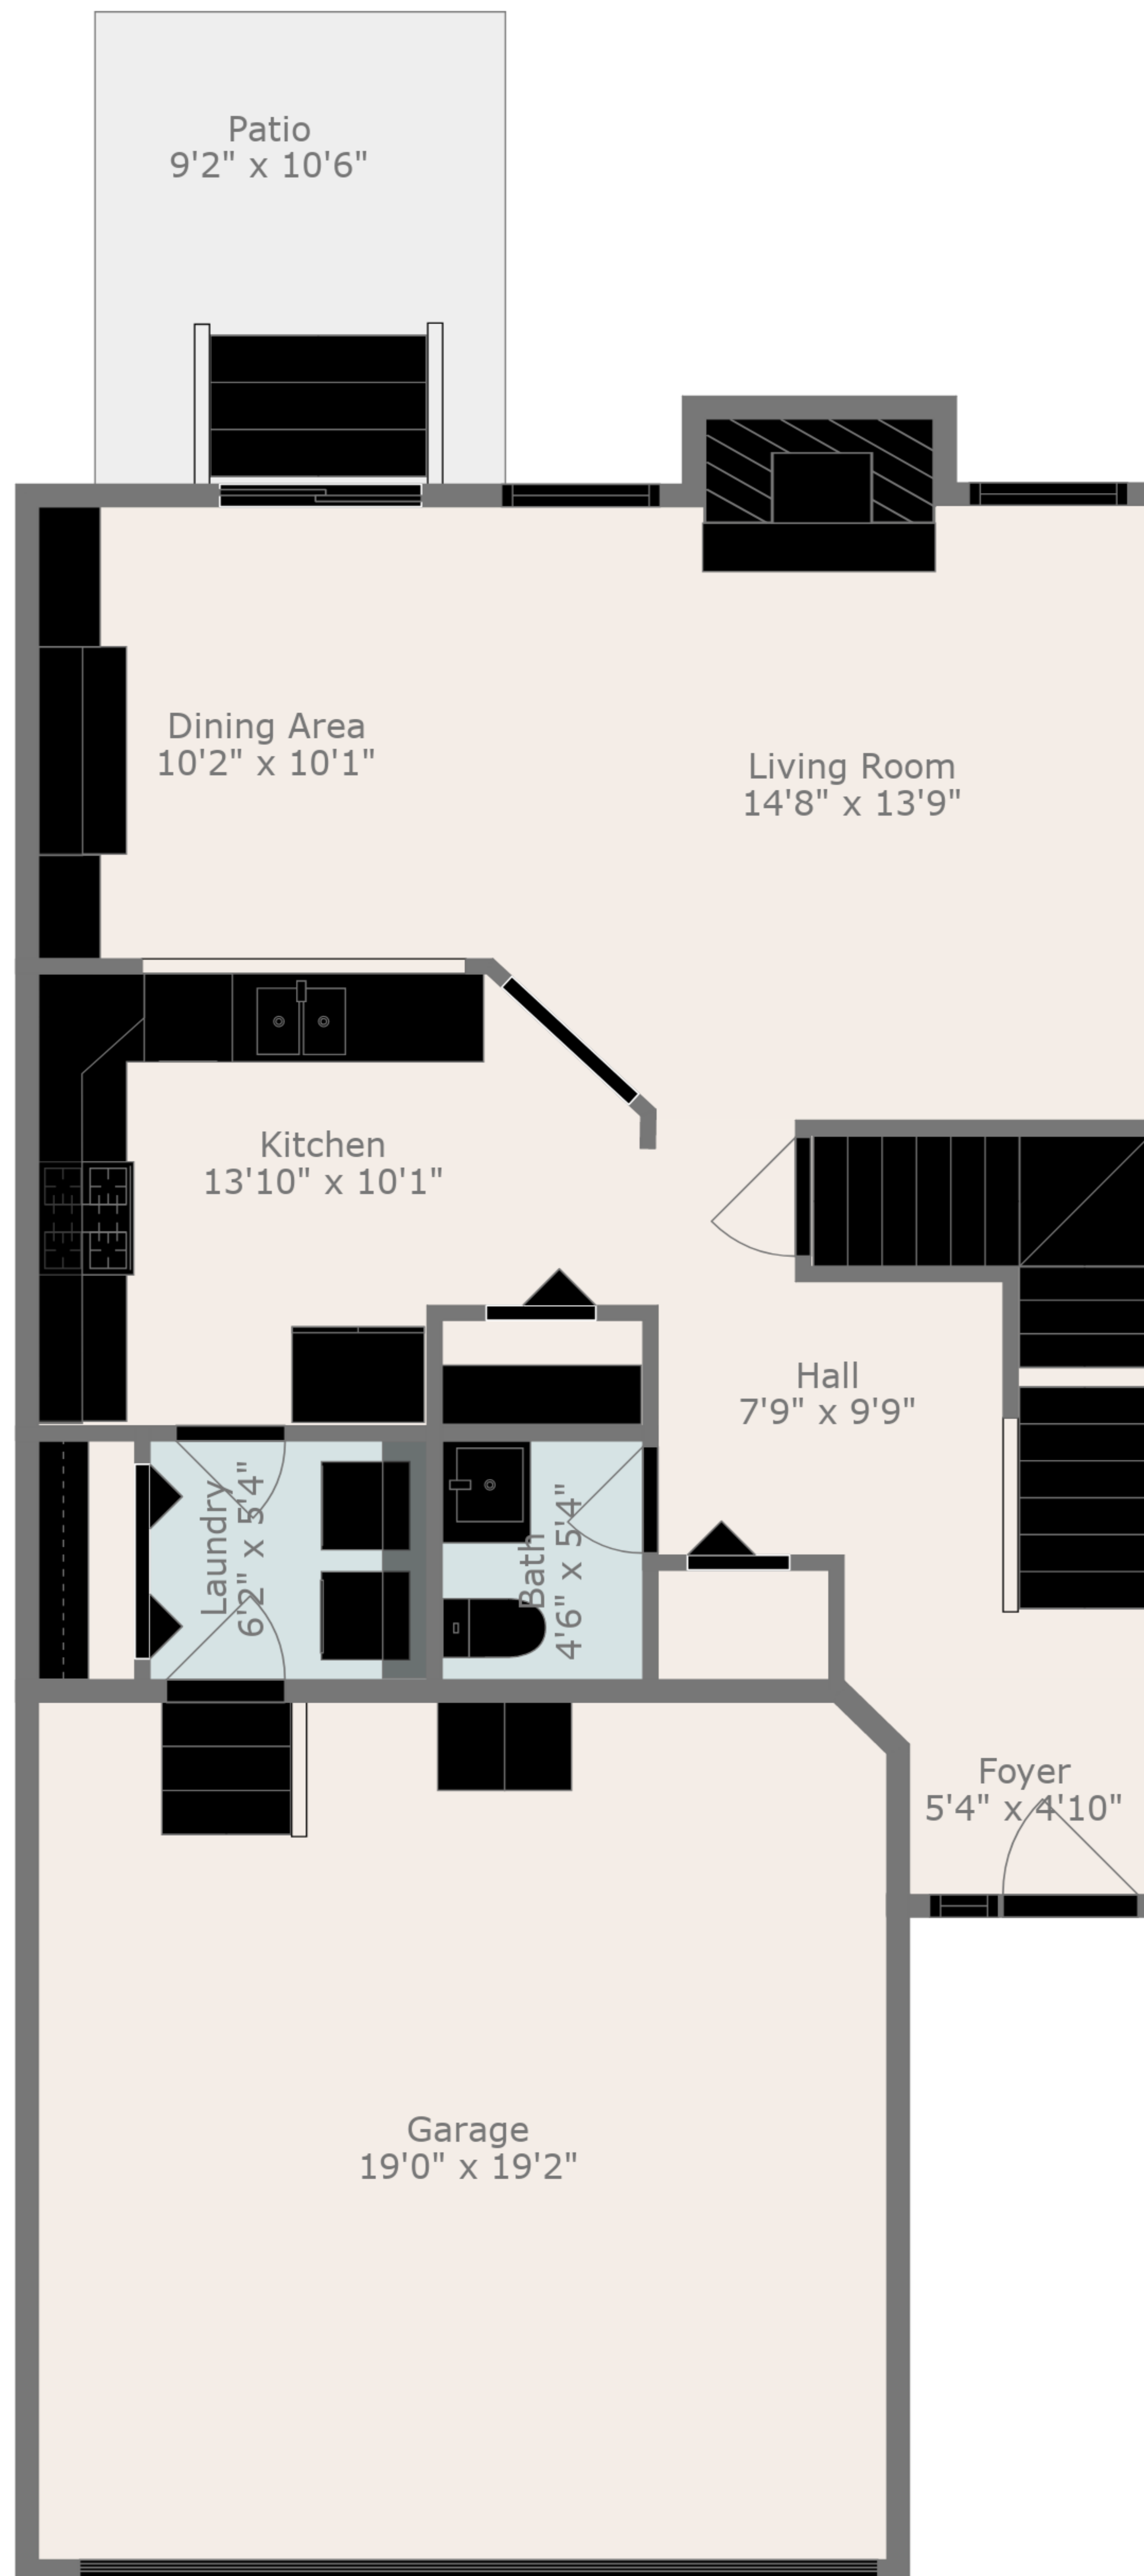 Patio
9'2" x 10'6"
Dining Area
10'2" x 10'1"
Living Room
14'8" x 13'9"
Kitchen
13'10" x 10'1"
Hall
7'9" x 9'9"
Laundry
6'2" x 5'4"
Bath
4'6" x 5'4"
Foyer
5'4" x 4'10"
Garage
19'0" x 19'2"